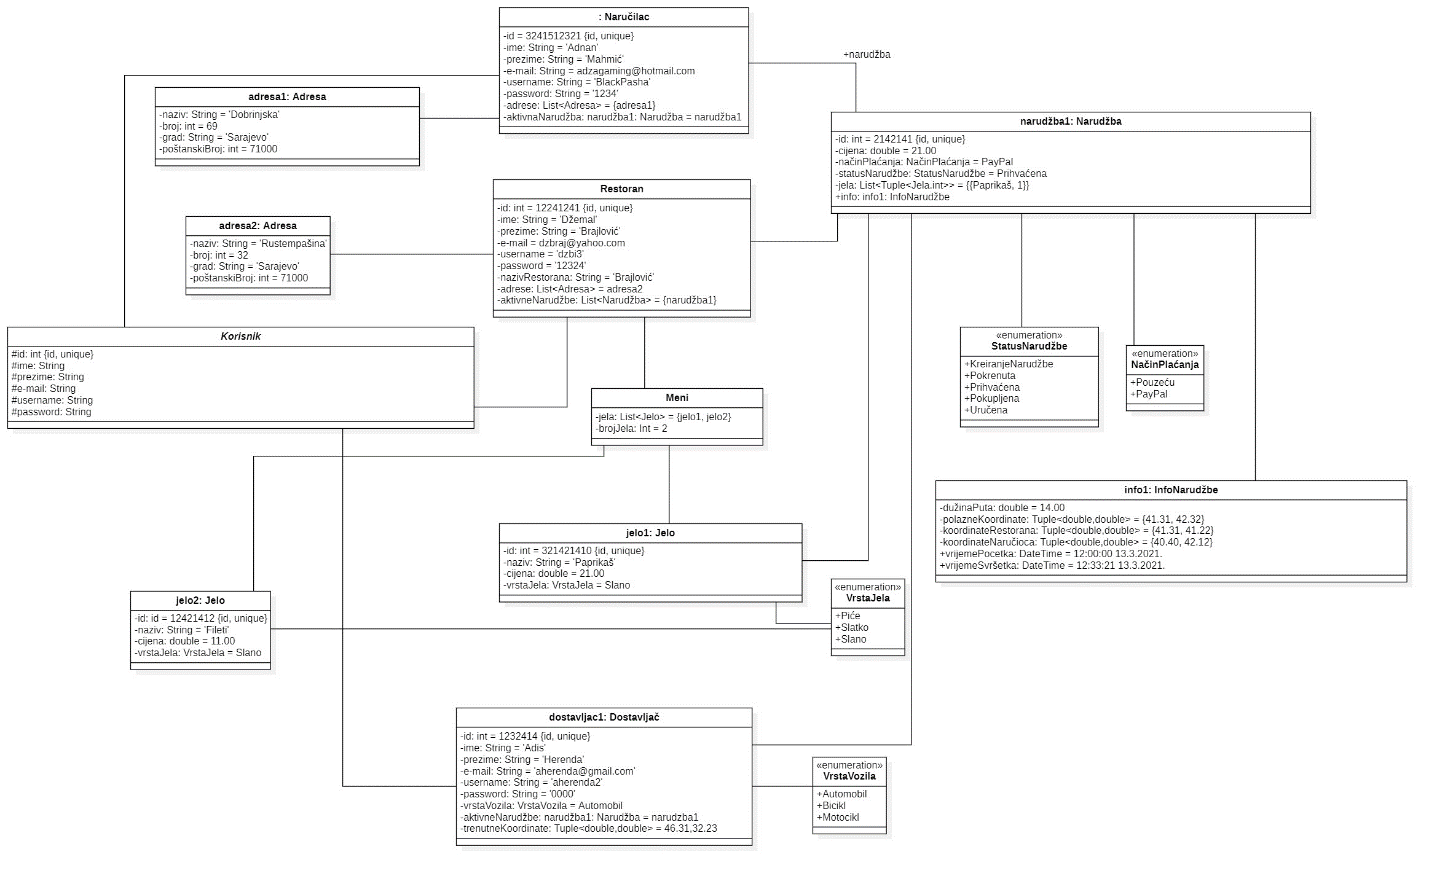 : Naručilac
-id = 3241512321 {id, unique}
-ime: String = 'Adnan'
-prezime: String = 'Mahmić'
-e-mail: String = adzagaming@hotmail.com
-username: String = 'BlackPasha'
-password: String = '1234'
-adrese: List<Adresa> = {adresa1}
-aktivnaNarudžba: narudžba1: Narudžba = narudžba1
+narudžba
adresa1: Adresa
-naziv: String = 'Dobrinjska'
-broj: int = 69
-grad: String = 'Sarajevo'
-poštanskiBroj: int = 71000
narudžba1: Narudžba
-id: int = 2142141 {id, unique}
-cijena: double = 21.00
-načinPlaćanja: NačinPlaćanja = PayPal
-statusNarudžbe: StatusNarudžbe = Prihvaćena
-jela: List<Tuple<Jela.int>> = {{Paprikaš, 1}}
+info: info1: InfoNarudžbe
Restoran
-id: int = 12241241 {id, unique}
-ime: String = 'Džemal'
-prezime: String = 'Brajlović'
-e-mail = dzbraj@yahoo.com
-username = 'dzbi3'
-password = '12324'
-nazivRestorana: String = 'Brajlović'
-adrese: List<Adresa> = adresa2
-aktivneNarudžbe: List<Narudžba> = {narudžba1}
adresa2: Adresa
-naziv: String = 'Rustempašina'
-broj: int = 32
-grad: String = 'Sarajevo'
-poštanskiBroj: int = 71000
Korisnik
#id: int {id, unique}
#ime: String
#prezime: String
#e-mail: String
#username: String
#password: String
«enumeration»
StatusNarudžbe
+KreiranjeNarudžbe
+Pokrenuta
+Prihvaćena
+Pokupljena
+Uručena
«enumeration»
NačinPlaćanja
+Pouzeću
+PayPal
Meni
-jela: List<Jelo> = {jelo1, jelo2}
-brojJela: Int = 2
info1: InfoNarudžbe
-dužinaPuta: double = 14.00
-polazneKoordinate: Tuple<double,double> = {41.31, 42.32}
-koordinateRestorana: Tuple<double,double> = {41.31, 41.22}
-koordinateNaručioca: Tuple<double,double> = {40.40, 42.12}
+vrijemePocetka: DateTime = 12:00:00 13.3.2021.
+vrijemeSvršetka: DateTime = 12:33:21 13.3.2021.
jelo1: Jelo
-id: int = 321421410 {id, unique}
-naziv: String = 'Paprikaš'
-cijena: double = 21.00
-vrstaJela: VrstaJela = Slano
«enumeration»
VrstaJela
+Piće
+Slatko
+Slano
jelo2: Jelo
-id: id = 12421412 {id, unique}
-naziv: String = 'Fileti'
-cijena: double = 11.00
-vrstaJela: VrstaJela = Slano
dostavljac1: Dostavljač
-id: int = 1232414 {id, unique}
-ime: String = 'Adis'
-prezime: String = 'Herenda'
-e-mail: String = 'aherenda@gmail.com'
-username: String = 'aherenda2'
-password: String = '0000'
-vrstaVozila: VrstaVozila = Automobil
-aktivneNarudžbe: narudžba1: Narudžba = narudzba1
-trenutneKoordinate: Tuple<double,double> = 46.31,32.23
«enumeration»
VrstaVozila
+Automobil
+Bicikl
+Motocikl